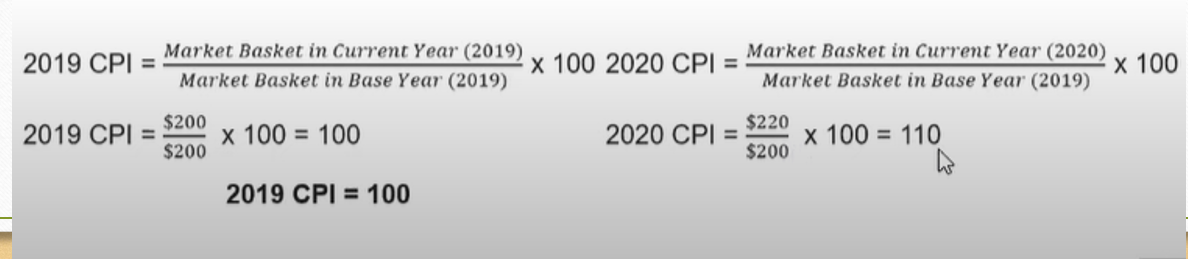 2019 CPI = Market Basket in Current Year (2019) / Market Basket in Base Year (2019) x 100
2020 CPI = Market Basket in Current Year (2020) / Market Basket in Base Year (2019) x 100
2019 CPI = $200 / $200 x 100 = 100
2020 CPI = $220 / $200 x 100 = 110
2019 CPI = 100